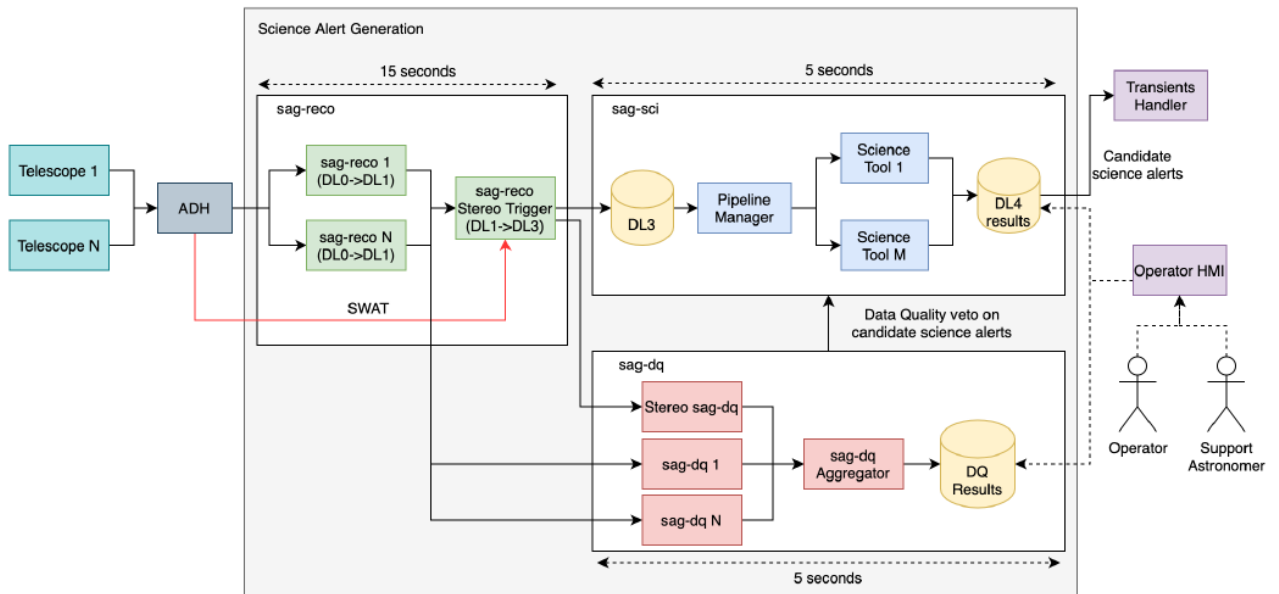 Science Alert Generation
15 seconds
5 seconds
sag-reco
sag-sci
Transients
Handler
Telescope 1
Telescope N
ADH
sag-reco 1
(DL0->DL1)
sag-reco N
(DL0->DL1)
sag-reco
Stereo Trigger
(DL1->DL3)
SWAT
DL3
Pipeline
Manager
Science
Tool 1
Science
Tool M
DL4
results
Candidate
science alerts
Operator HMI
Data Quality veto on
candidate science alerts
sag-dq
Stereo sag-dq
sag-dq 1
sag-dq N
sag-dq
Aggregator
DQ
Results
Operator
Support
Astronomer
5 seconds